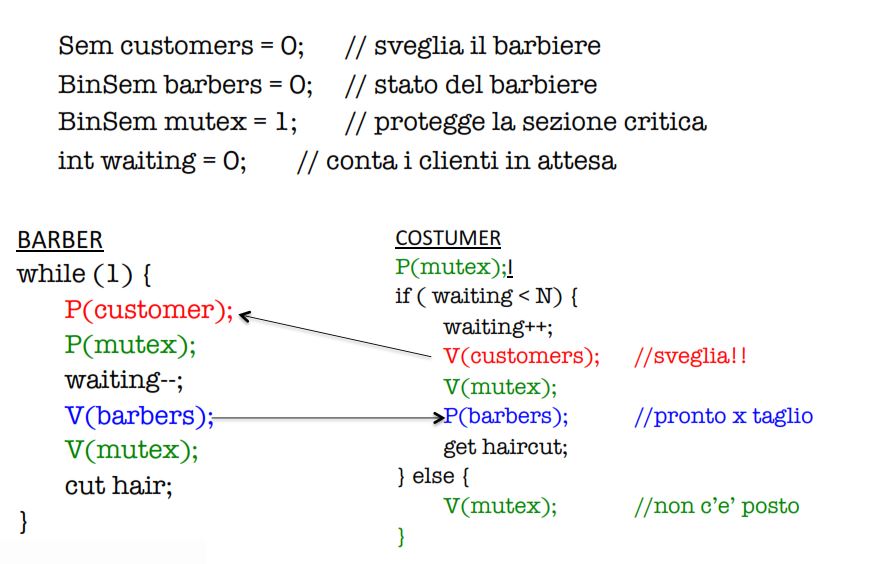 Sem customers = 0; // sveglia il barbiere
BinSem barbers = 0; // stato del barbiere
BinSem mutex = 1; // protegge la sezione critica
int waiting = 0; // conta i clienti in attesa
BARBER
while (1) {
P(customer);
P(mutex);
waiting--;
V(barbers);
V(mutex);
cut hair;
}
COSTUMER
P(mutex);!
if ( waiting < N) {
waiting++;
V(customers); //sveglia!!
V(mutex);
P(barbers); //pronto x taglio
get haircut;
} else {
V(mutex); //non c'e' posto
}